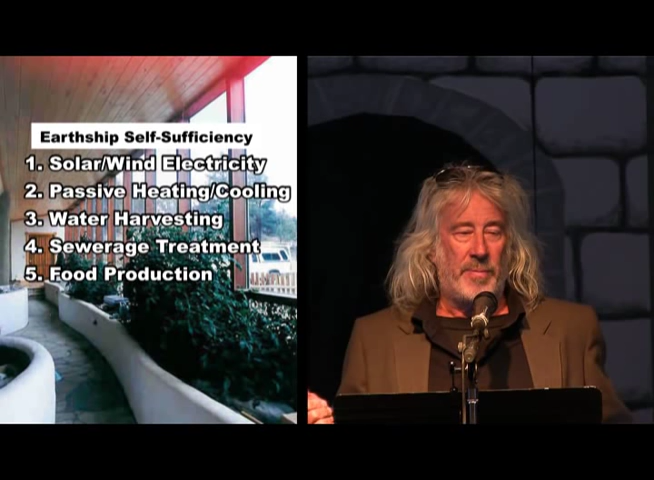 Earthship Self-Sufficiency
1. Solar/Wind Electricity
2. Passive Heating/Cooling
3. Water Harvesting
4. Sewerage Treatment
5. Food Production